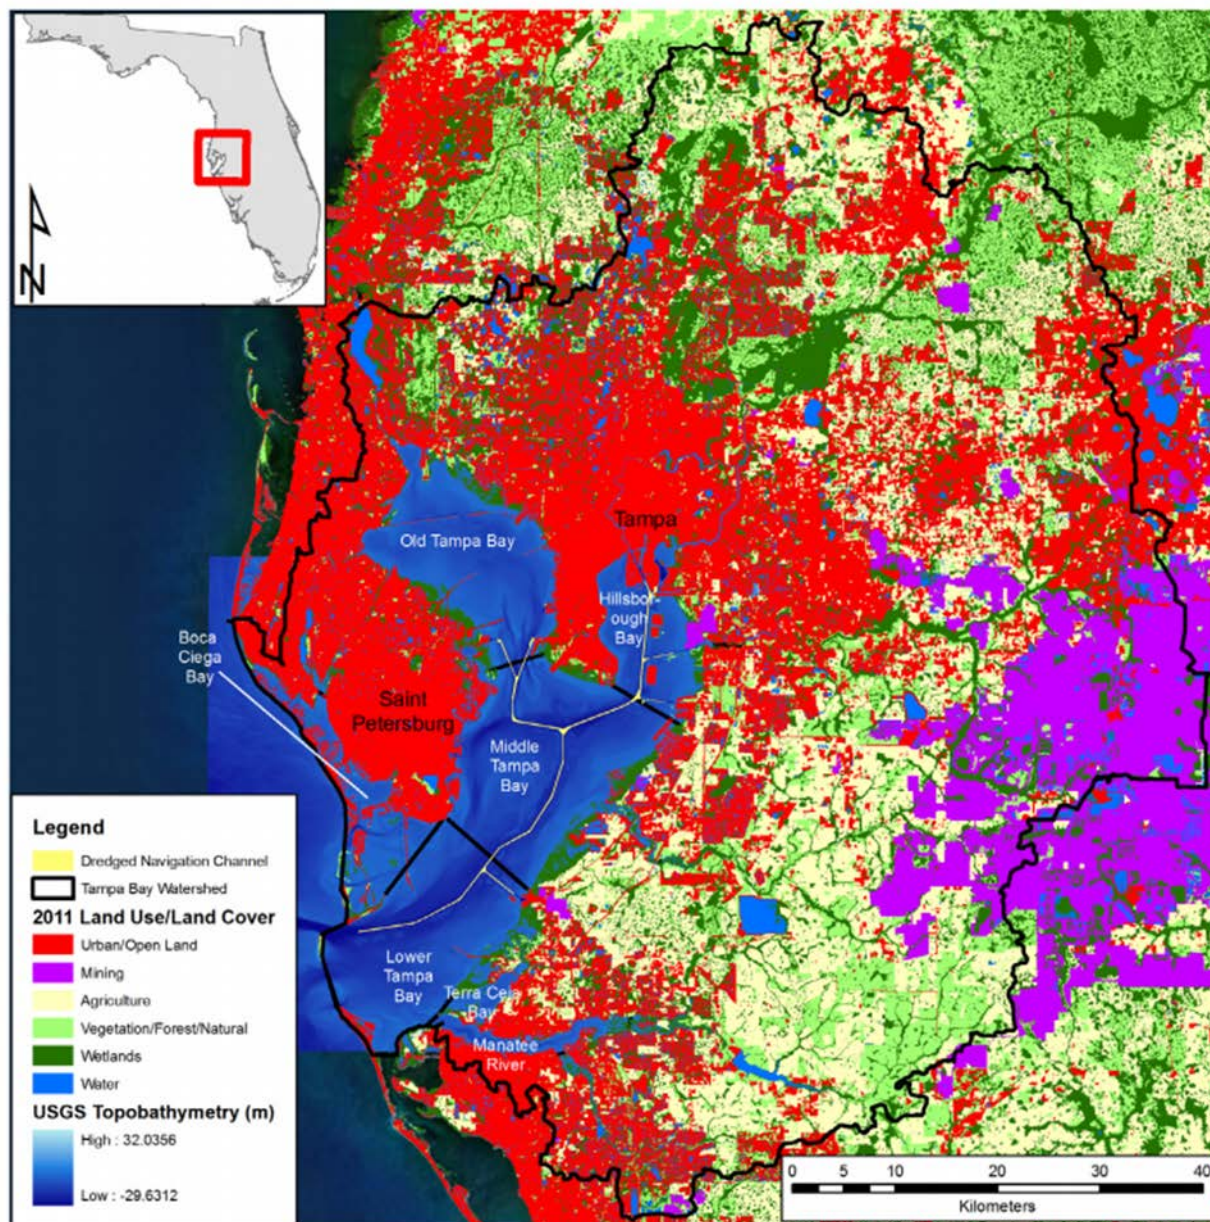 N
Old Tampa Bay
Tampa
Hillsbor-
ough
Bay
Boca
Ciega
Bay
Saint
Petersburg
Middle
Tampa
Bay
Lower
Tampa
Bay
Terra Ceia
Bay
Manatee
River
Legend
Dredged Navigation Channel
Tampa Bay Watershed
2011 Land Use/Land Cover
Urban/Open Land
Mining
Agriculture
Vegetation/Forest/Natural
Wetlands
Water
USGS Topobathymetry (m)
High : 32.0356
Low : -29.6312
0 5 10 20 30 40
Kilometers